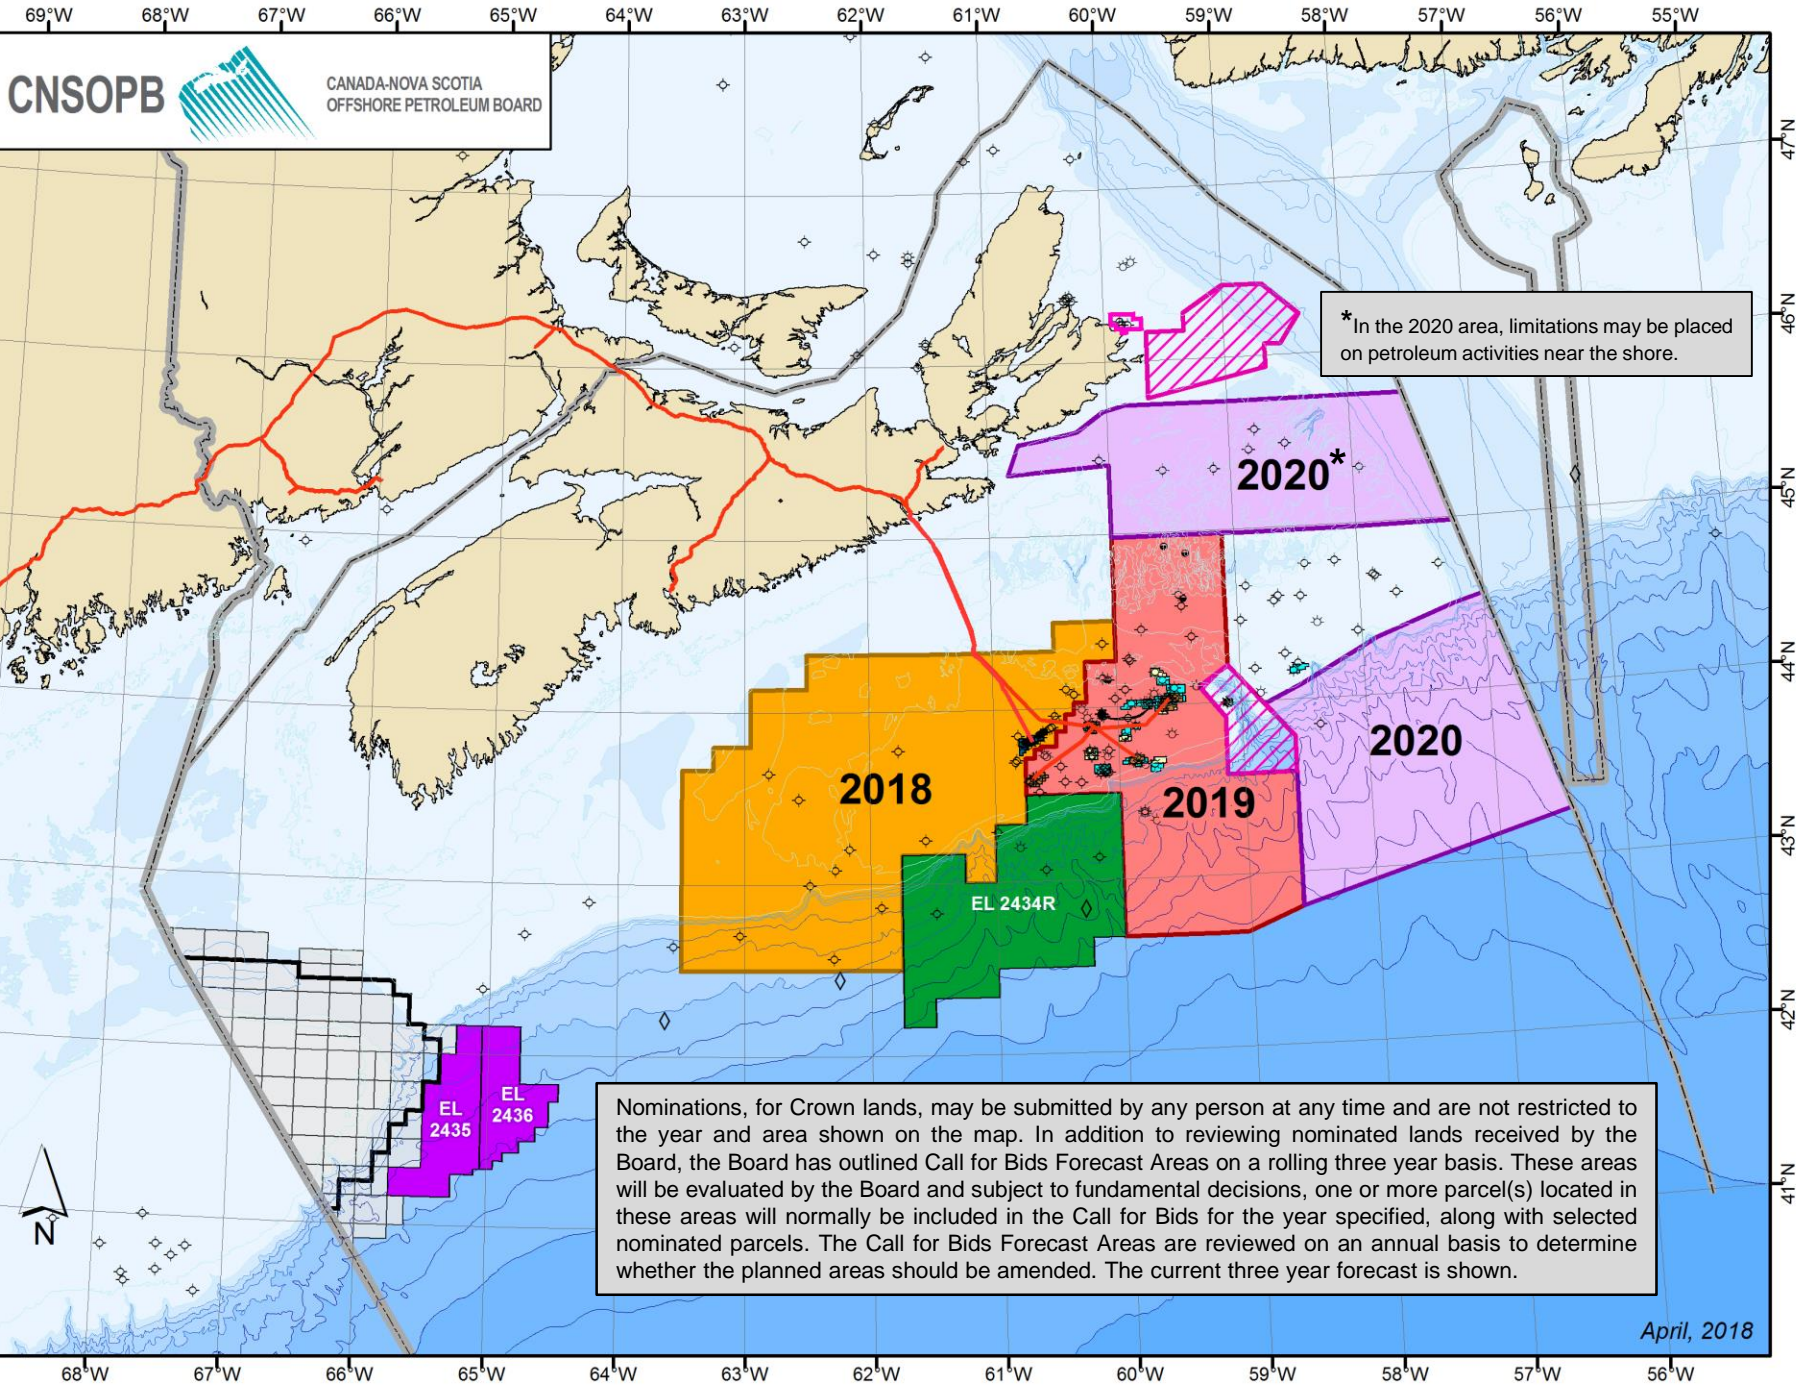 69°W 68°W 67°W 66°W 65°W 64°W 63°W 62°W 61°W 60°W 59°W 58°W 57°W 56°W 55°W
CNSOPB
CANADA-NOVA SCOTIA
OFFSHORE PETROLEUM BOARD
47°N
46°N
*In the 2020 area, limitations may be placed
on petroleum activities near the shore.
2020*
45°N
44°N
2020
2018
2019
43°N
EL 2434R
42°N
EL
2435
EL
2436
Nominations, for Crown lands, may be submitted by any person at any time and are not restricted to
the year and area shown on the map. In addition to reviewing nominated lands received by the
Board, the Board has outlined Call for Bids Forecast Areas on a rolling three year basis. These areas
will be evaluated by the Board and subject to fundamental decisions, one or more parcel(s) located in
these areas will normally be included in the Call for Bids for the year specified, along with selected
nominated parcels. The Call for Bids Forecast Areas are reviewed on an annual basis to determine
whether the planned areas should be amended. The current three year forecast is shown.
41°N
N
April, 2018
68°W 67°W 66°W 65°W 64°W 63°W 62°W 61°W 60°W 59°W 58°W 57°W 56°W